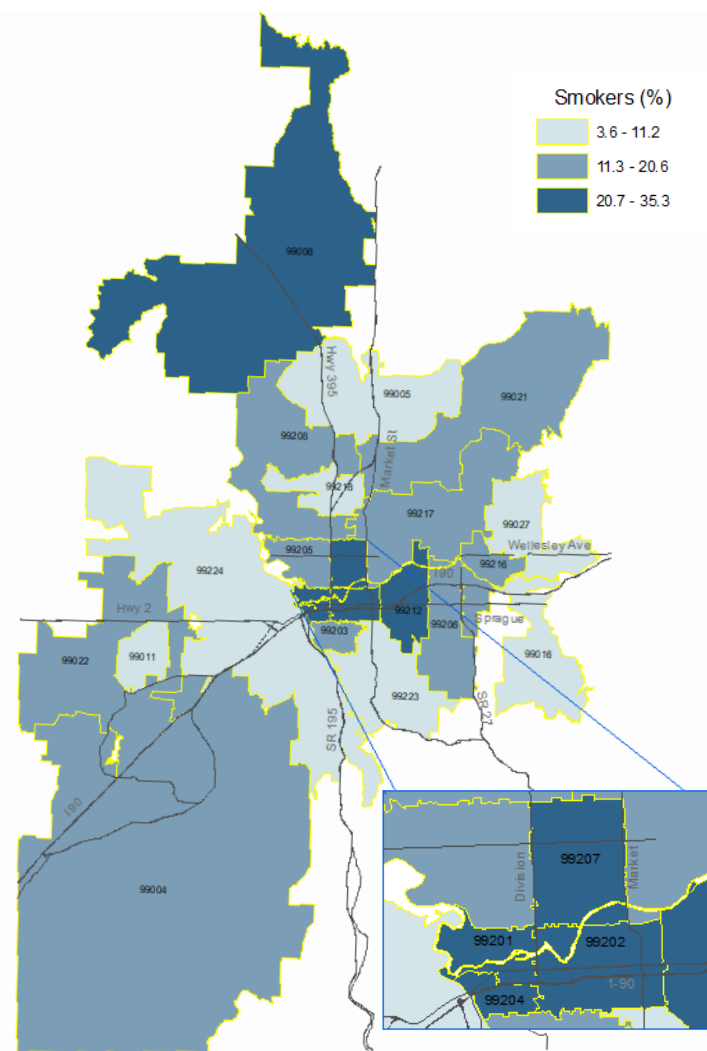 Smokers (%)
3.6 - 11.2
11.3 - 20.6
20.7 - 35.3
99006
Hwy 395
99005
99021
99208
Market St
99218
99217
99027
99205
Wellesley Ave
99216
99224
I90
Hwy 2
99212
Sprague
99203
99206
99022
99011
99016
99223
SR 195
SR 27
I90
99004
99207
Division
Market
99201
99202
1-90
99204